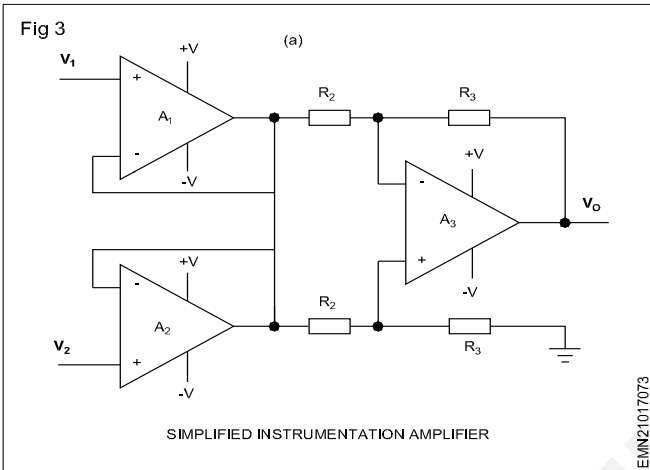 Fig 3
(a)
V1
+V
+
A1
-
-V
R2
R3
+V
-
A3
+
-V
VO
+V
-
A2
+
-V
V2
R2
R3
SIMPLIFIED INSTRUMENTATION AMPLIFIER
EMN21017073